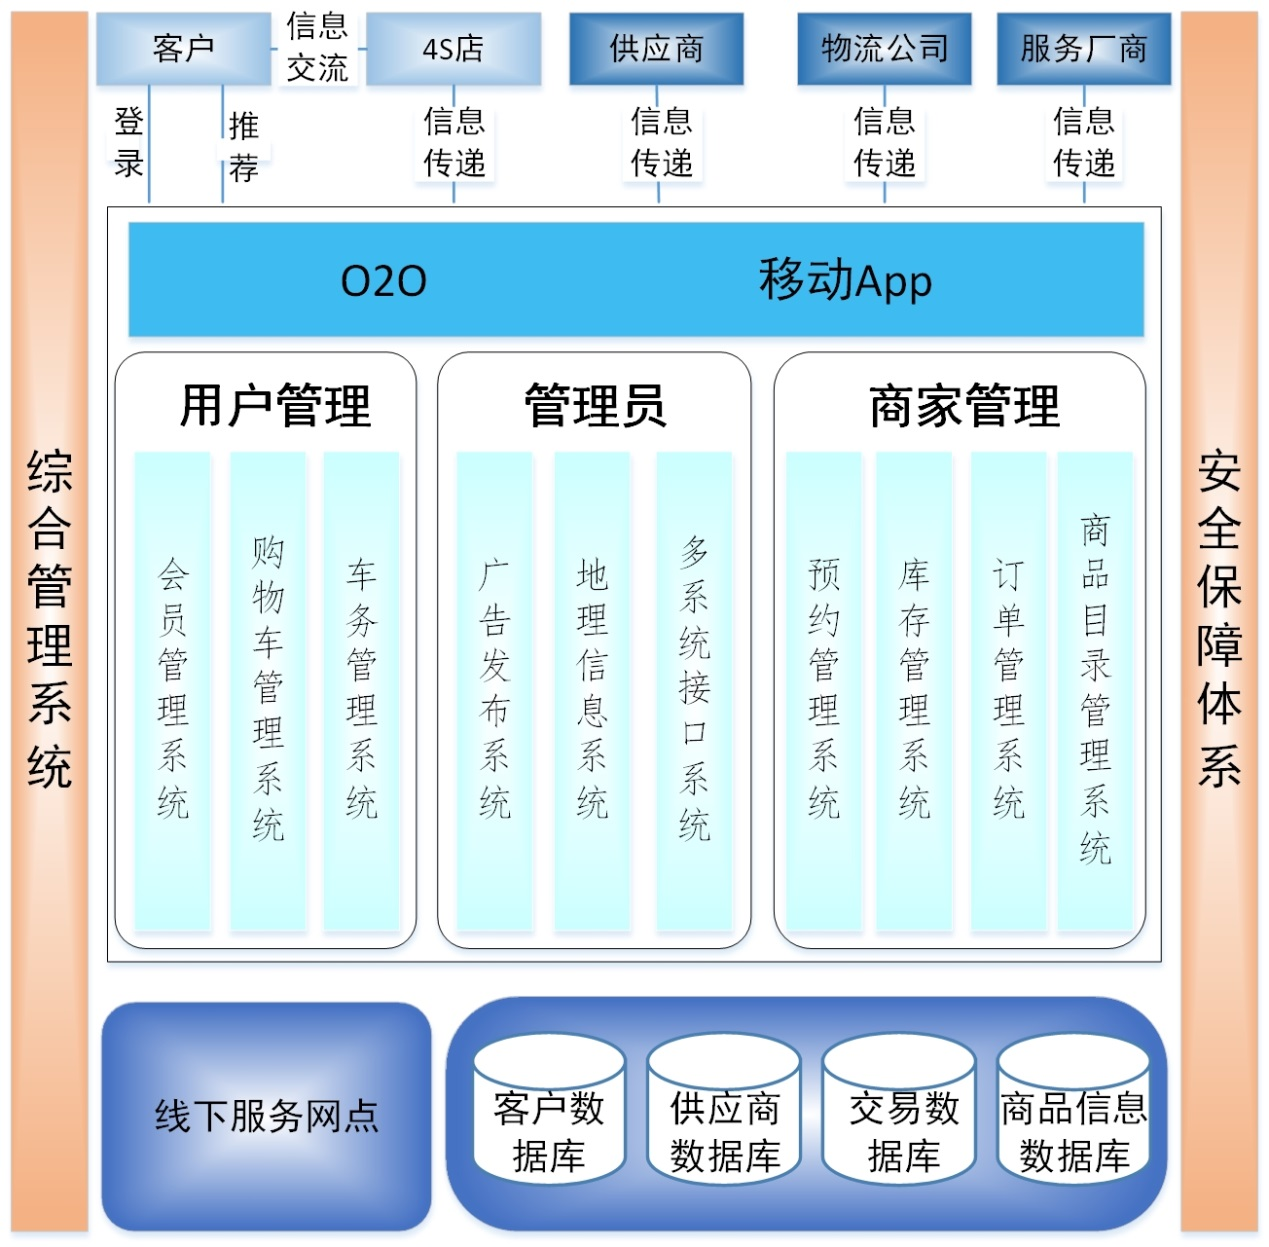 客户
信息
交流
4S店
供应商
物流公司
服务厂商
登录
推荐
信息
传递
信息
传递
信息
传递
信息
传递
O2O
移动App
综合管理系统
用户管理
会员管理系统
购物车管理系统
车务管理系统
管理员
广告发布系统
地理信息系统
多系统接口系统
商家管理
预约管理系统
库存管理系统
订单管理系统
商品目录管理系统
安全保障体系
线下服务网点
客户数
据库
供应商
数据库
交易数
据库
商品信息
数据库